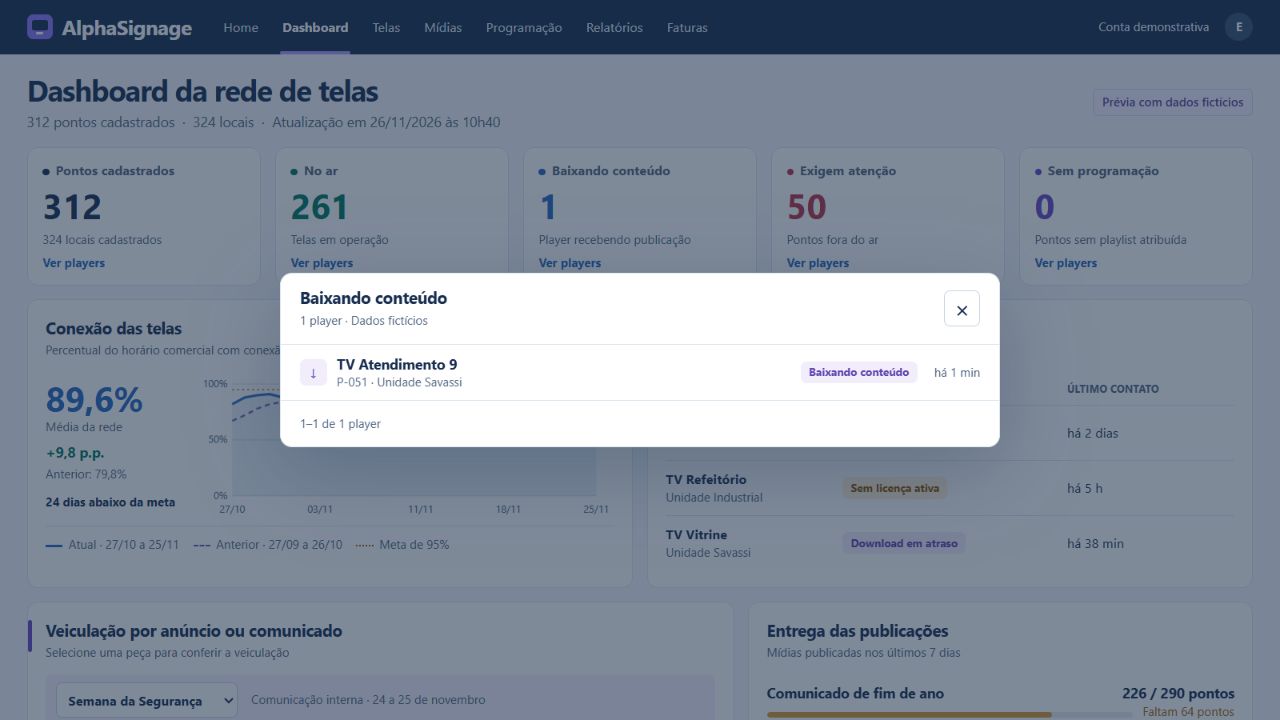 AlphaSignage
Home
Dashboard
Telas
Mídias
Programação
Relatórios
Faturas
Conta demonstrativa
E
Dashboard da rede de telas
312 pontos cadastrados · 324 locais · Atualização em 26/11/2026 às 10h40
Prévia com dados fictícios
Pontos cadastrados
312
324 locais cadastrados
Ver players
No ar
261
Telas em operação
Ver players
Baixando conteúdo
1
Player recebendo publicação
Ver players
Exigem atenção
50
Pontos fora do ar
Ver players
Sem programação
0
Pontos sem playlist atribuída
Ver players
Baixando conteúdo
1 player · Dados fictícios
×
↓
TV Atendimento 9
P-051 · Unidade Savassi
Baixando conteúdo
há 1 min
1–1 de 1 player
Conexão das telas
Percentual do horário comercial com
89,6%
Média da rede
+9,8 p.p.
Anterior: 79,8%
24 dias abaixo da meta
100%
50%
0%
27/10
03/11
11/11
18/11
25/11
Atual · 27/10 a 25/11
Anterior · 27/09 a 26/10
Meta de 95%
ÚLTIMO CONTATO
há 2 dias
TV Refeitório
Unidade Industrial
Sem licença ativa
há 5 h
TV Vitrine
Unidade Savassi
Download em atraso
há 38 min
Veiculação por anúncio ou comunicado
Selecione uma peça para conferir a veiculação
Semana da Segurança
Comunicação interna · 24 a 25 de novembro
Entrega das publicações
Mídias publicadas nos últimos 7 dias
Comunicado de fim de ano
226 / 290 pontos
Faltam 64 pontos